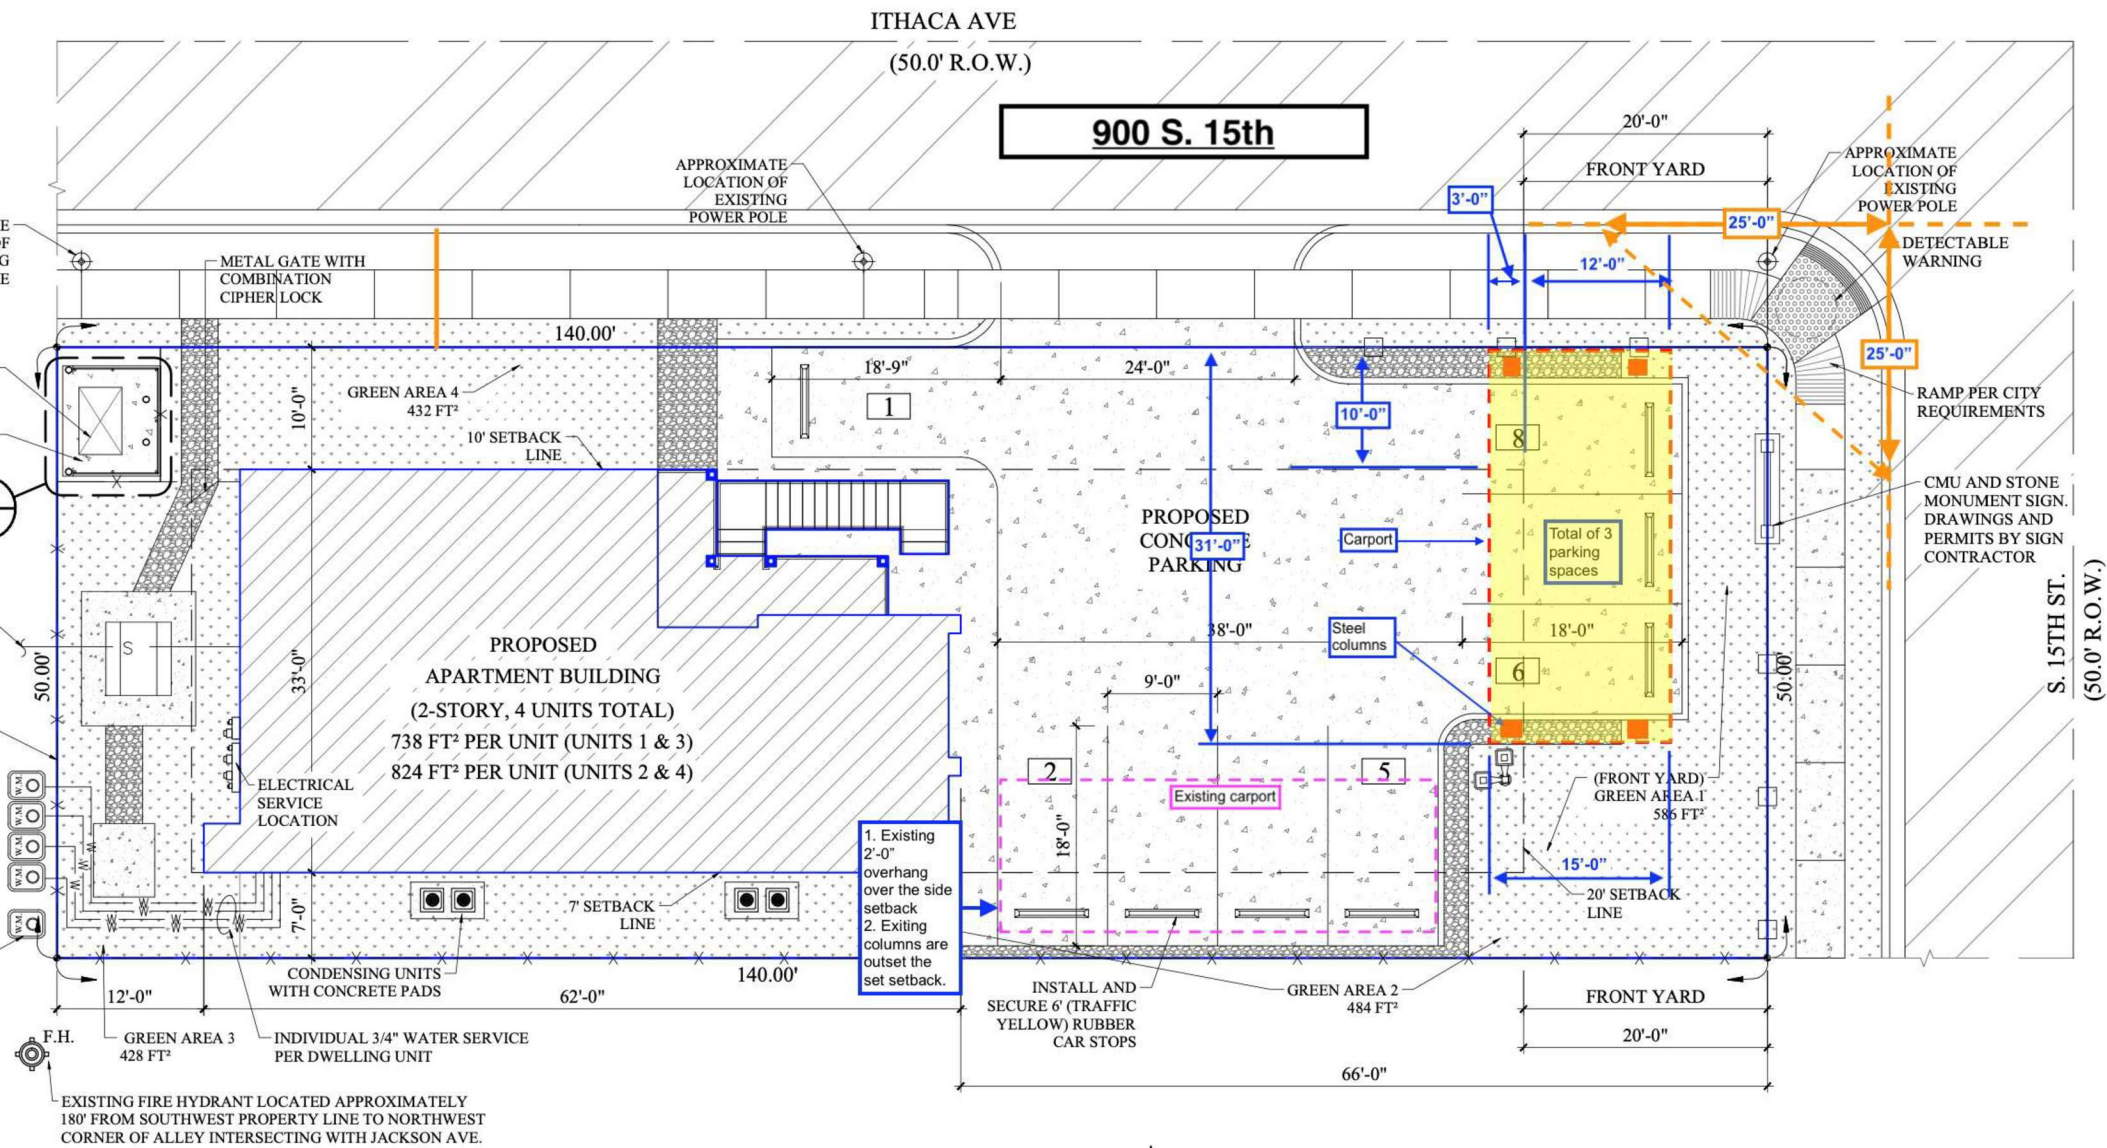 ITHACA AVE
(50.0' R.O.W.)
900 S. 15th
20'-0"
FRONT YARD
APPROXIMATE
LOCATION OF
EXISTING
POWER POLE
APPROXIMATE
LOCATION OF
EXISTING
POWER POLE
3'-0"
25'-0"
12'-0"
DETECTABLE
WARNING
E
OF
G
E
METAL GATE WITH
COMBINATION
CIPHER LOCK
140.00'
18'-9"
24'-0"
25'-0"
GREEN AREA 4
432 FT²
10'-0"
1
10'-0"
8
RAMP PER CITY
REQUIREMENTS
10' SETBACK
LINE
CMU AND STONE
MONUMENT SIGN.
DRAWINGS AND
PERMITS BY SIGN
CONTRACTOR
PROPOSED
PARKING
31'-0"
Carport
Total of 3
parking
spaces
S
50.00'
33'-0"
PROPOSED
APARTMENT BUILDING
(2-STORY, 4 UNITS TOTAL)
738 FT² PER UNIT (UNITS 1 & 3)
824 FT² PER UNIT (UNITS 2 & 4)
38'-0"
Steel
columns
18'-0"
6
50.00'
S. 15TH ST.
(50.0' R.O.W.)
9'-0"
2
5
Existing carport
18'-0"
(FRONT YARD)
GREEN AREA 1
586 FT²
ELECTRICAL
SERVICE
LOCATION
W.M.
W.M.
W.M.
W.M.
W.M.
W
W
W
W
W
W
W
1. Existing
2'-0"
overhang
over the side
setback
2. Exiting
columns are
outset the
set setback.
15'-0"
20' SETBACK
LINE
7' SETBACK
LINE
7'-0"
CONDENSING UNITS
WITH CONCRETE PADS
140.00'
12'-0"
62'-0"
INSTALL AND
SECURE 6' (TRAFFIC
YELLOW) RUBBER
CAR STOPS
GREEN AREA 2
484 FT²
FRONT YARD
20'-0"
66'-0"
F.H.
GREEN AREA 3
428 FT²
INDIVIDUAL 3/4" WATER SERVICE
PER DWELLING UNIT
EXISTING FIRE HYDRANT LOCATED APPROXIMATELY
180' FROM SOUTHWEST PROPERTY LINE TO NORTHWEST
CORNER OF ALLEY INTERSECTING WITH JACKSON AVE.